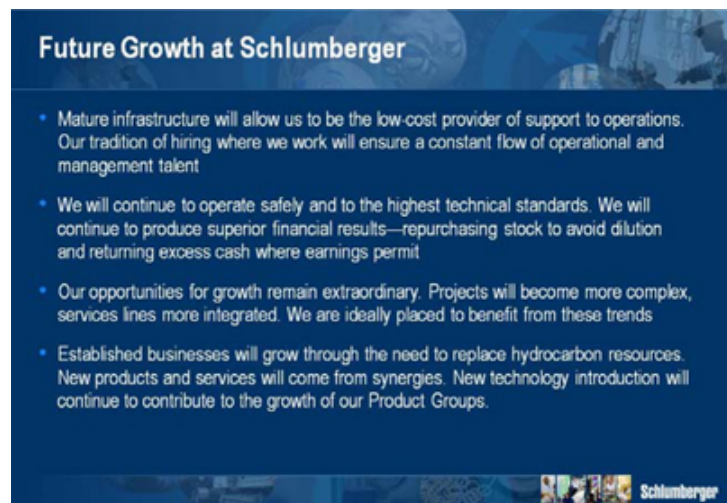 Future Growth at Schlumberger
• Mature infrastructure will allow us to be the low-cost provider of support to operations.
Our tradition of hiring where we work will ensure a constant flow of operational and
management talent
• We will continue to operate safely and to the highest technical standards. We will
continue to produce superior financial results—repurchasing stock to avoid dilution
and returning excess cash where earnings permit
• Our opportunities for growth remain extraordinary. Projects will become more complex,
services lines more integrated. We are ideally placed to benefit from these trends
• Established businesses will grow through the need to replace hydrocarbon resources.
New products and services will come from synergies. New technology introduction will
continue to contribute to the growth of our Product Groups.
Schlumberger